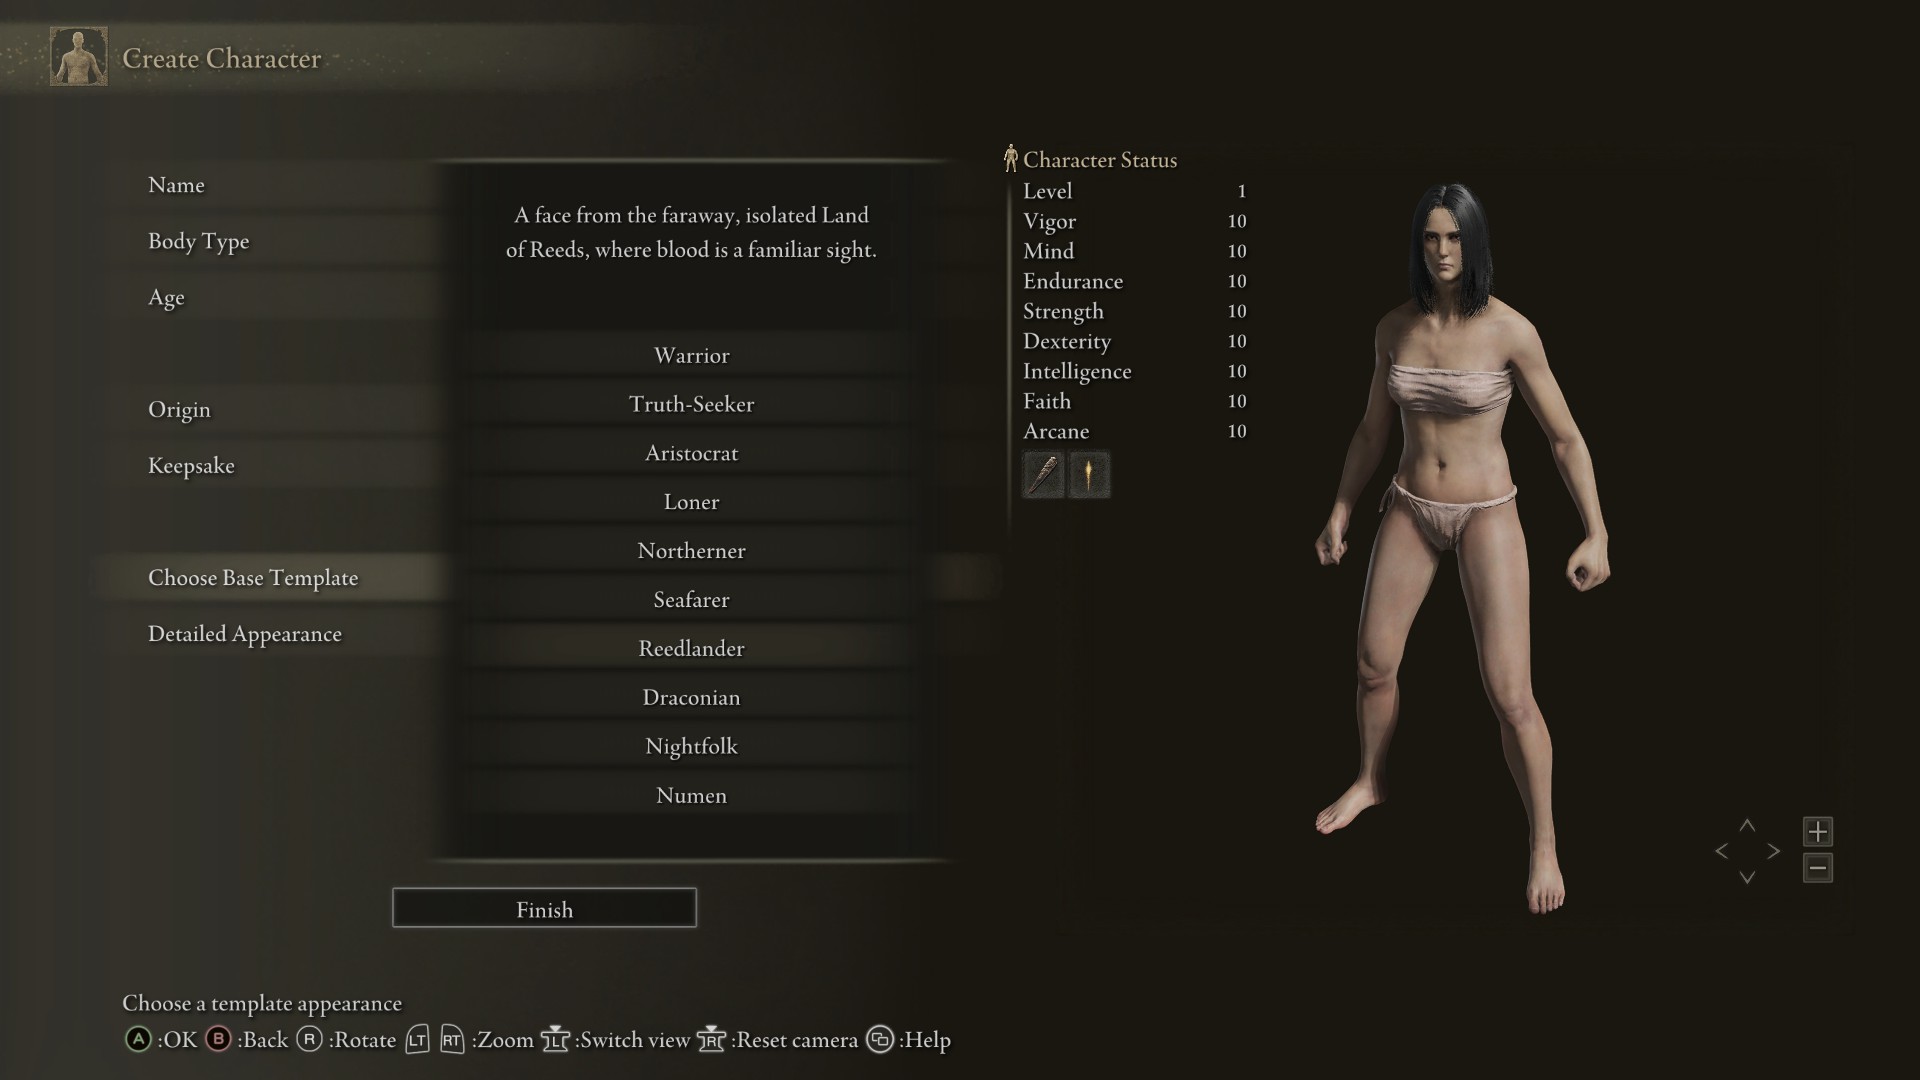 Create Character
Name
Body Type
Age
Origin
Keepsake
Choose Base Template
Detailed Appearance
A face from the faraway, isolated Land
of Reeds, where blood is a familiar sight.
Warrior
Truth-Seeker
Aristocrat
Loner
Northerner
Seafarer
Reedlander
Draconian
Nightfolk
Numen
Finish
Character Status
Level 1
Vigor 10
Mind 10
Endurance 10
Strength 10
Dexterity 10
Intelligence 10
Faith 10
Arcane 10
Choose a template appearance
A :OK B :Back R :Rotate LT RT :Zoom L :Switch view R :Reset camera :Help